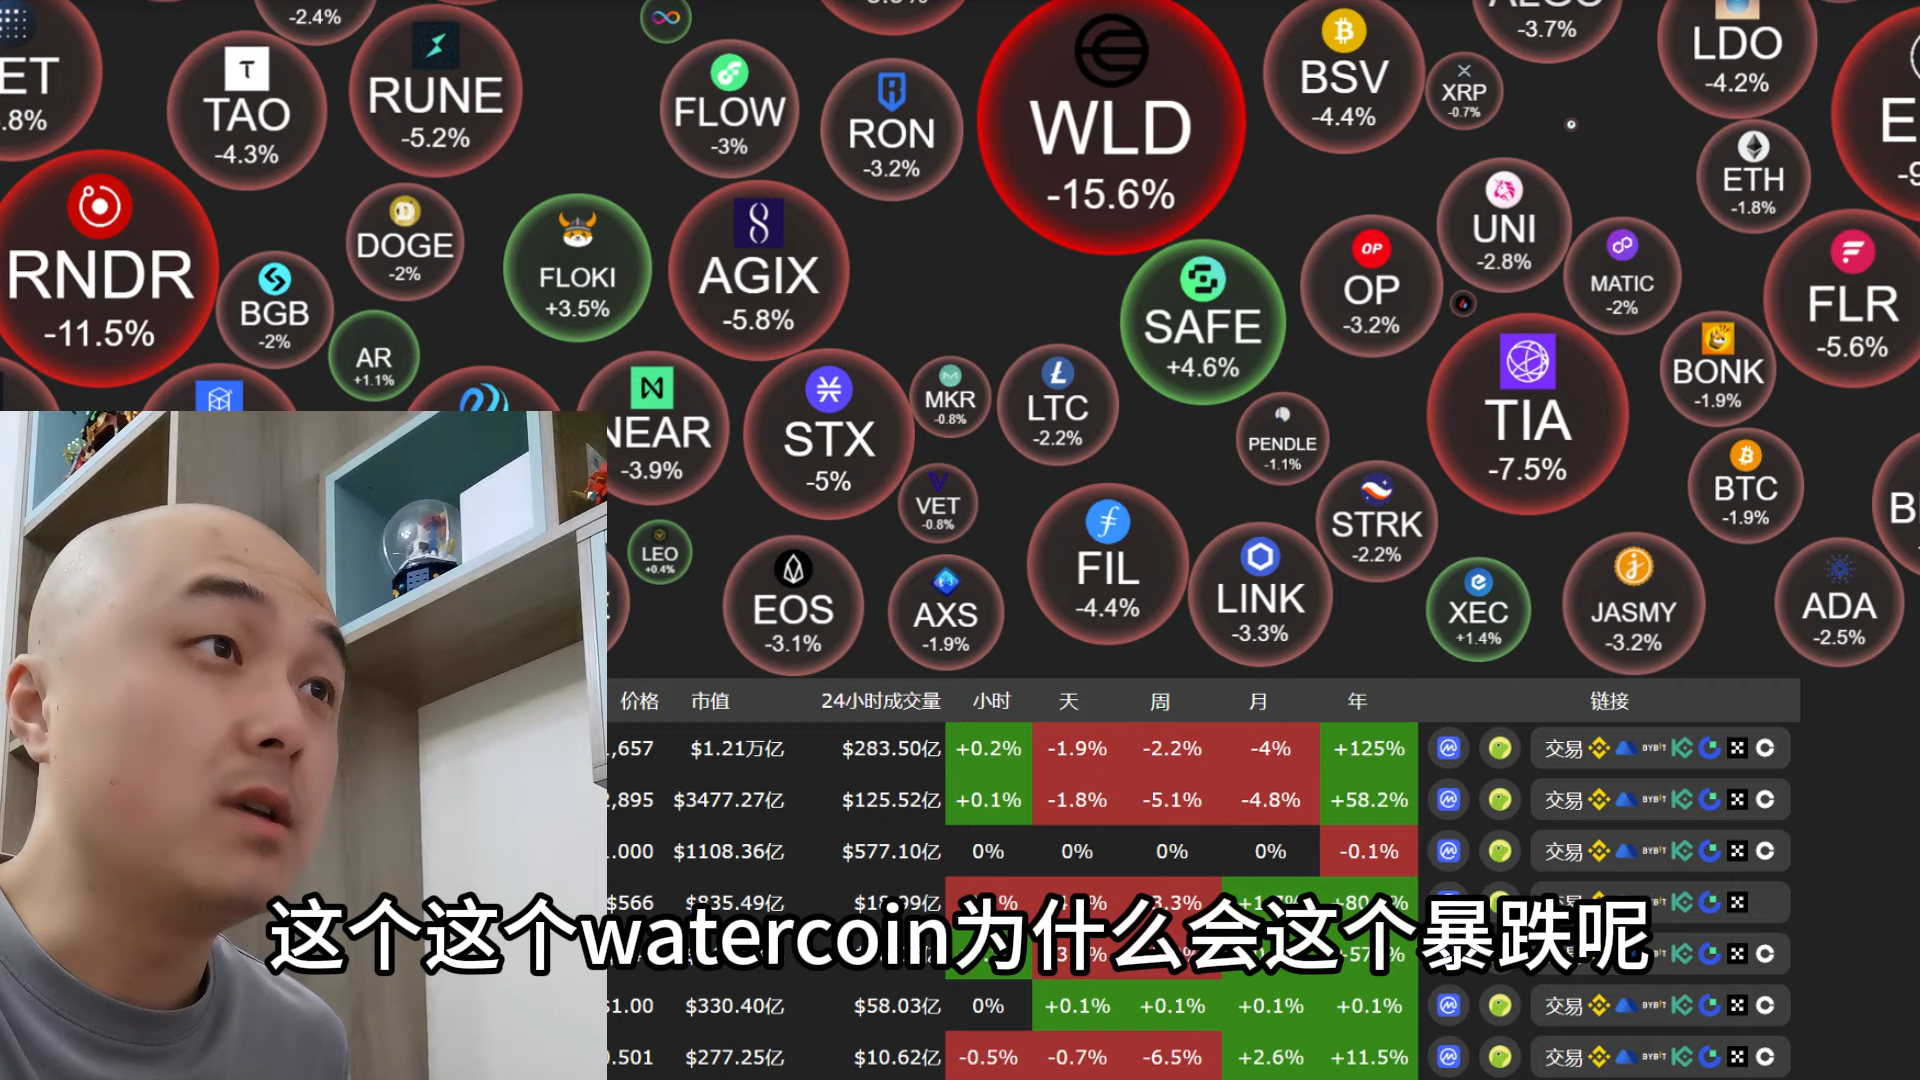 -2.4%
-3.7%
WLD
-15.6%
BSV
-4.4%
XRP
-0.7%
LDO
-4.2%
ET
.8%
TAO
-4.3%
RUNE
-5.2%
FLOW
-3%
RON
-3.2%
ETH
-1.8%
RNDR
-11.5%
BGB
-2%
DOGE
-2%
FLOKI
+3.5%
AGIX
-5.8%
SAFE
+4.6%
OP
OP
-3.2%
UNI
-2.8%
MATIC
-2%
FLR
-5.6%
AR
+1.1%
NEAR
-3.9%
STX
-5%
MKR
-0.8%
LTC
-2.2%
PENDLE
-1.1%
TIA
-7.5%
BONK
-1.9%
BTC
-1.9%
VET
-0.8%
LEO
+0.4%
EOS
-3.1%
AXS
-1.9%
FIL
-4.4%
LINK
-3.3%
STRK
-2.2%
XEC
+1.4%
JASMY
-3.2%
ADA
-2.5%
价格 市值 24小时成交量 小时 天 周 月 年 链接
,657 $1.21万亿 $283.50亿 +0.2% -1.9% -2.2% -4% +125% 交易 BYBIT
,895 $3477.27亿 $125.52亿 +0.1% -1.8% -5.1% -4.8% +58.2% 交易 BYBIT
.000 $1108.36亿 $577.10亿 0% 0% 0% 0% -0.1% 交易 BYBIT
$566 $835.49亿
这个这个watercoin为什么会这个暴跌呢
$1.00 $330.40亿 $58.03亿 0% +0.1% +0.1% +0.1% +0.1% 交易 BYBIT
.501 $277.25亿 $10.62亿 -0.5% -0.7% -6.5% +2.6% +11.5% 交易 BYBIT